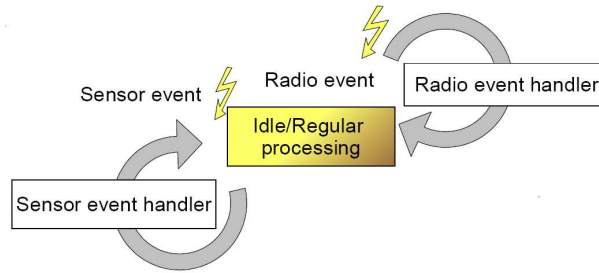 Radio event
Sensor event
Radio event handler
Idle/Regular
processing
Sensor event handler